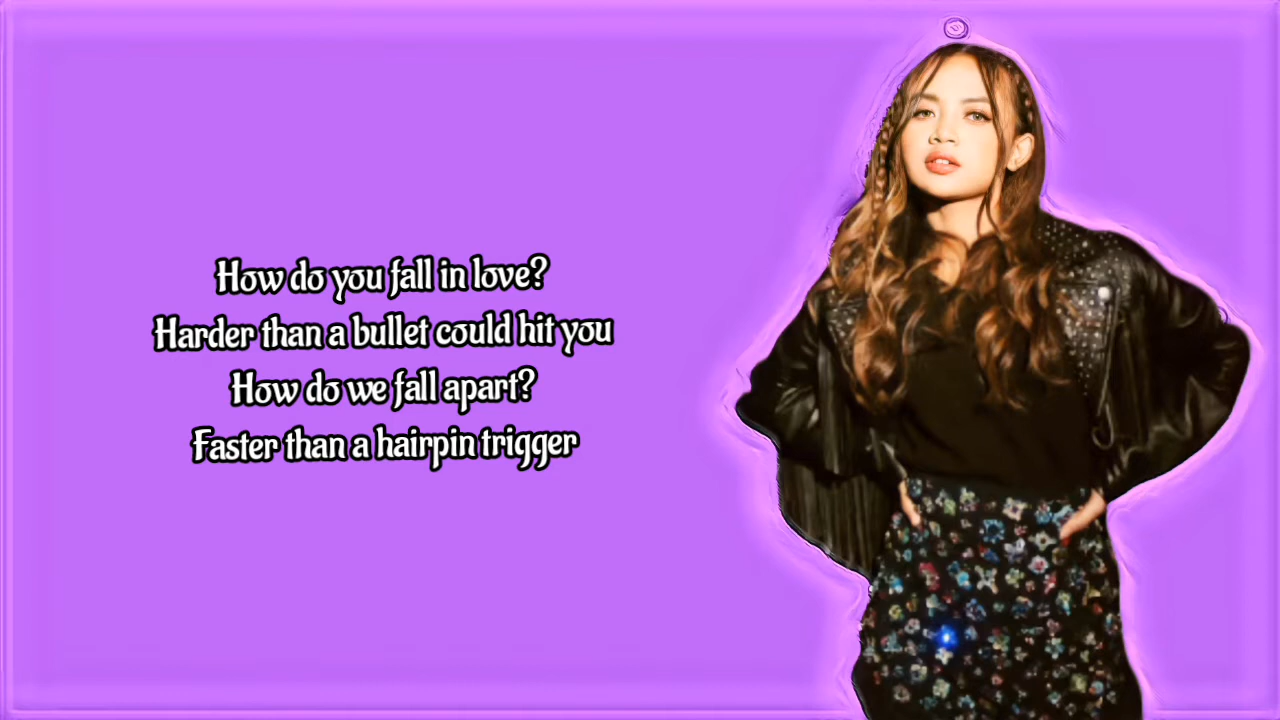 How do you fall in love?
Harder than a bullet could hit you
How do we fall apart?
Faster than a hairpin trigger